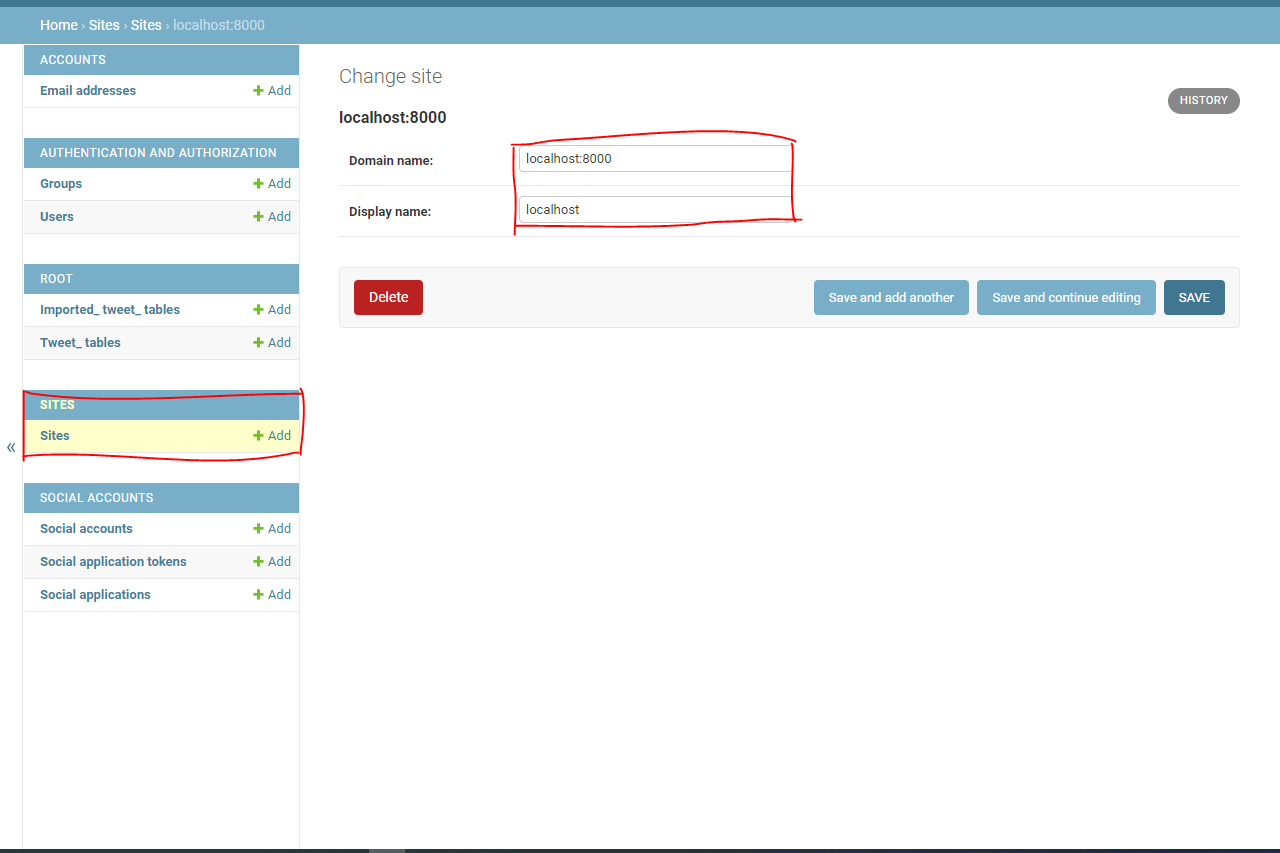 Home › Sites › Sites › localhost:8000
ACCOUNTS
Email addresses + Add
AUTHENTICATION AND AUTHORIZATION
Groups + Add
Users + Add
ROOT
Imported_ tweet_ tables + Add
Tweet_ tables + Add
SITES
Sites + Add
«
SOCIAL ACCOUNTS
Social accounts + Add
Social application tokens + Add
Social applications + Add
Change site
HISTORY
localhost:8000
Domain name: localhost:8000
Display name: localhost
Delete Save and add another Save and continue editing SAVE